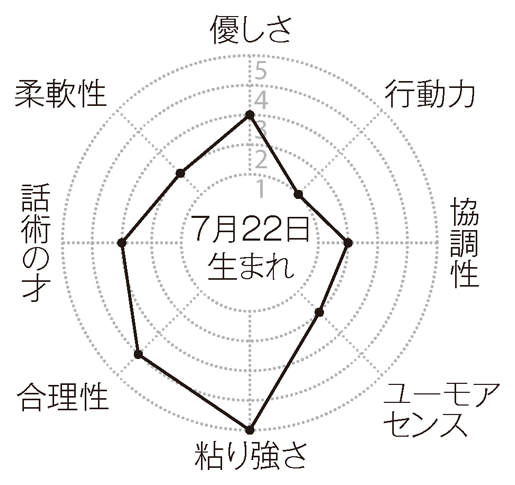 優しさ
行動力
協調性
ユーモア
センス
粘り強さ
合理性
話術の才
柔軟性
5
4
3
2
1
7月22日
生まれ